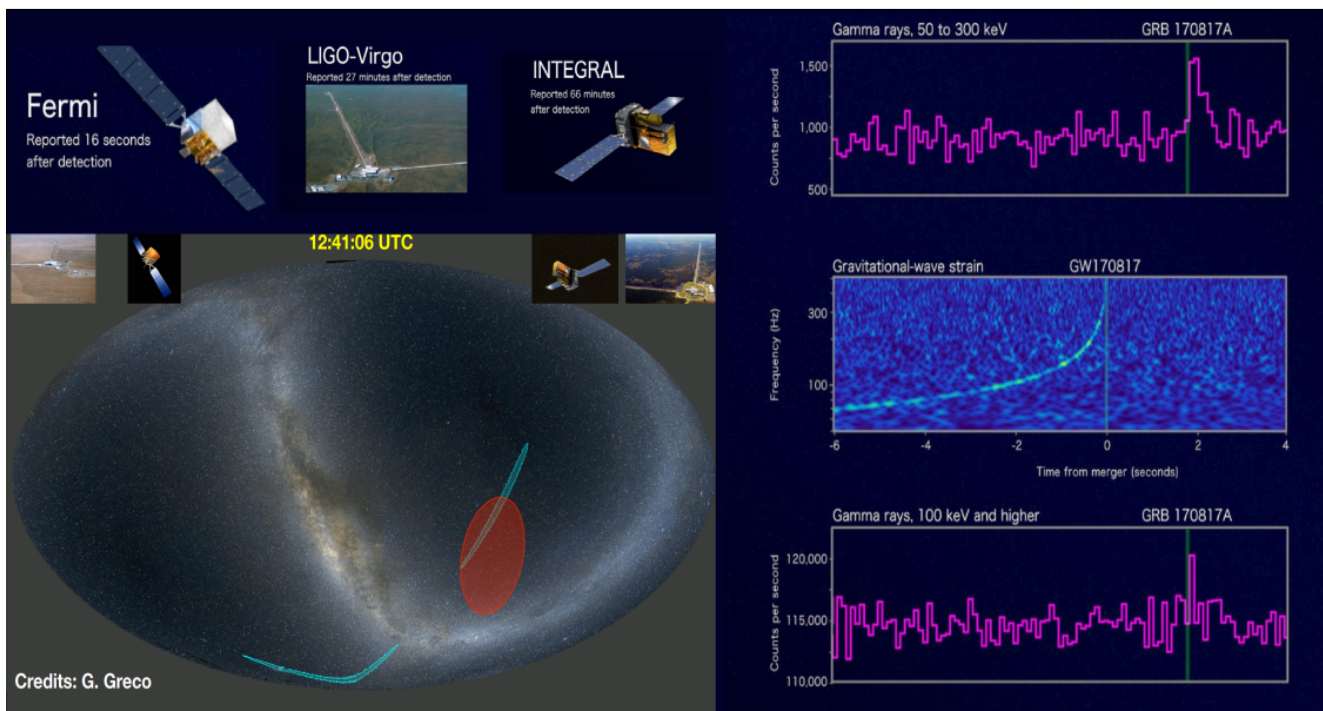 Fermi
Reported 16 seconds
after detection
LIGO-Virgo
Reported 27 minutes after detection
INTEGRAL
Reported 66 minutes
after detection
12:41:06 UTC
Credits: G. Greco
Gamma rays, 50 to 300 keV
GRB 170817A
Counts per second
1,500
1,000
500
Gravitational-wave strain
GW170817
Frequency (Hz)
300
100
-6
-4
-2
0
2
4
Time from merger (seconds)
Gamma rays, 100 keV and higher
GRB 170817A
Counts per second
120,000
115,000
110,000